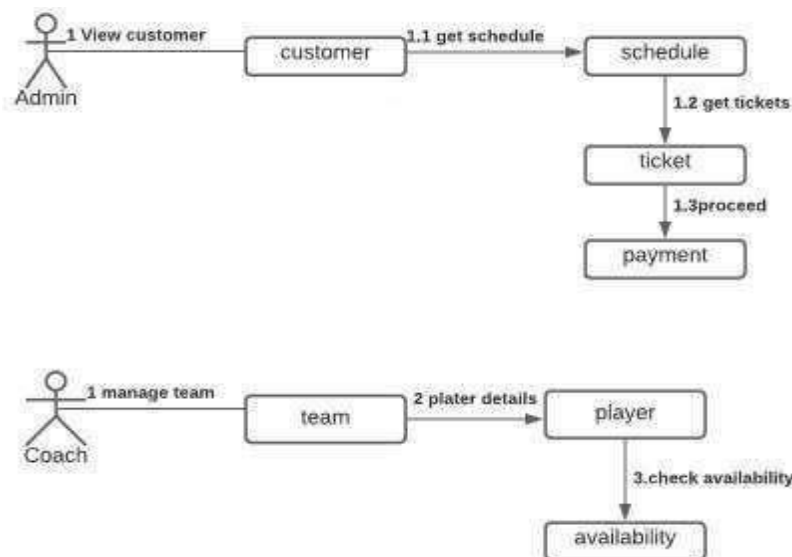 1 View customer
customer
1.1 get schedule
schedule
Admin
1.2 get tickets
ticket
1.3proceed
payment
1 manage team
team
2 plater details
player
Coach
3.check availability
availability